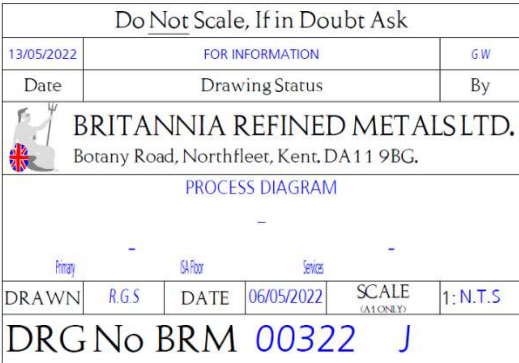 Do Not Scale, If in Doubt Ask
13/05/2022 FOR INFORMATION G.W
Date Drawing Status By
BRITANNIA REFINED METALS LTD.
Botany Road, Northfleet, Kent. DA11 9BG.
PROCESS DIAGRAM
-
- -
Primary ISA Floor Services
DRAWN R.G.S DATE 06/05/2022 SCALE (A1 ONLY) 1: N.T.S
DRG No BRM 00322 J